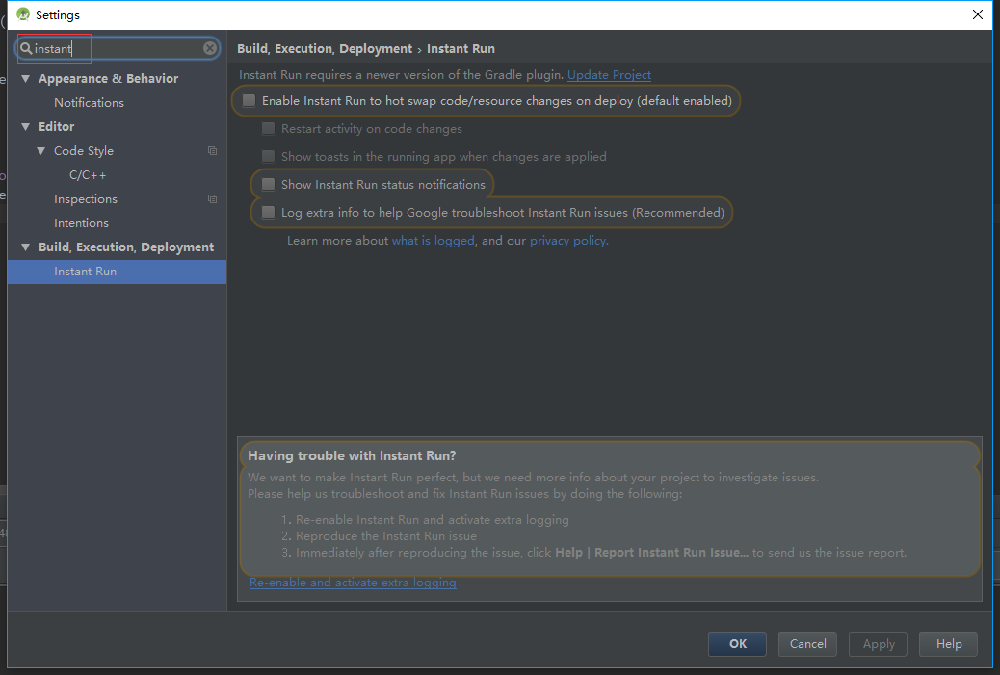 Settings
instant
Appearance & Behavior
Notifications
Editor
Code Style
C/C++
Inspections
Intentions
Build, Execution, Deployment
Instant Run
Build, Execution, Deployment › Instant Run
Instant Run requires a newer version of the Gradle plugin. Update Project
Enable Instant Run to hot swap code/resource changes on deploy (default enabled)
Restart activity on code changes
Show toasts in the running app when changes are applied
Show Instant Run status notifications
Log extra info to help Google troubleshoot Instant Run issues (Recommended)
Learn more about what is logged, and our privacy policy.
Having trouble with Instant Run?
We want to make Instant Run perfect, but we need more info about your project to investigate issues.
Please help us troubleshoot and fix Instant Run issues by doing the following:
1. Re-enable Instant Run and activate extra logging
2. Reproduce the Instant Run issue
3. Immediately after reproducing the issue, click Help | Report Instant Run Issue... to send us the issue report.
Re-enable and activate extra logging
OK
Cancel
Apply
Help